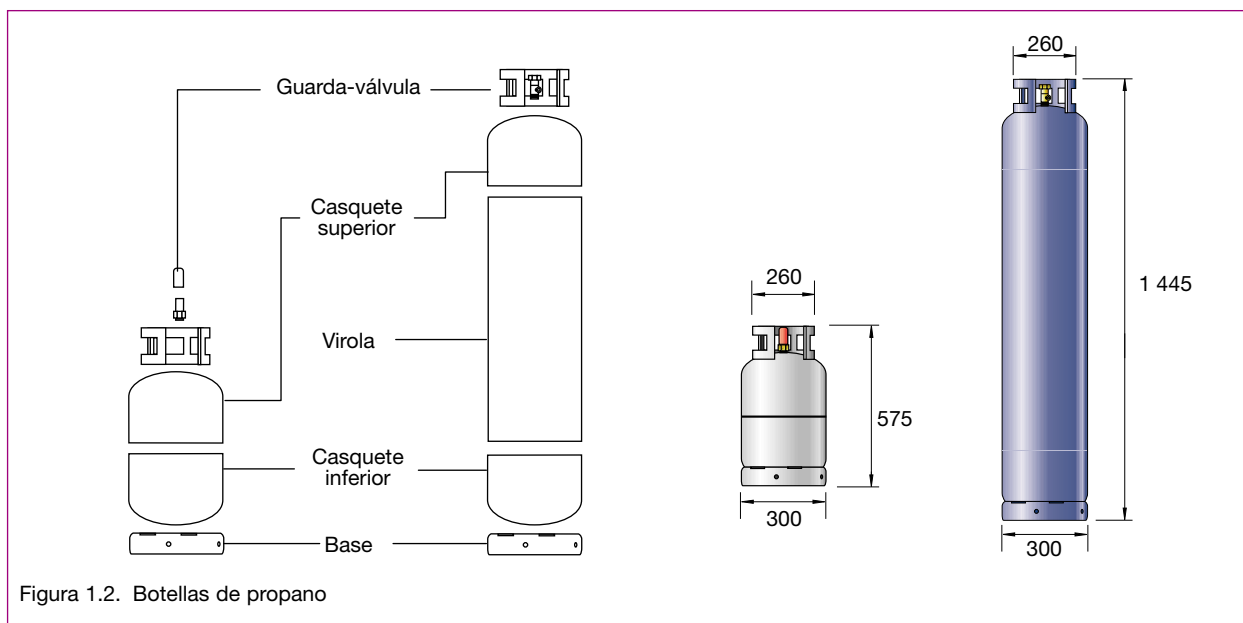 Guarda-válvula
Casquete
superior
Virola
Casquete
inferior
Base
260
575
300
260
1 445
300
Figura 1.2. Botellas de propano